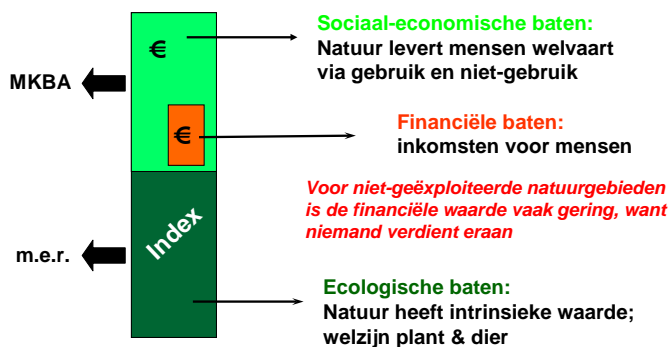 Sociaal-economische baten:
Natuur levert mensen welvaart
via gebruik en niet-gebruik
€
MKBA
€
Financiële baten:
inkomsten voor mensen
Voor niet-geëxploiteerde natuurgebieden
is de financiële waarde vaak gering, want
niemand verdient eraan
Index
m.e.r.
Ecologische baten:
Natuur heeft intrinsieke waarde;
welzijn plant & dier